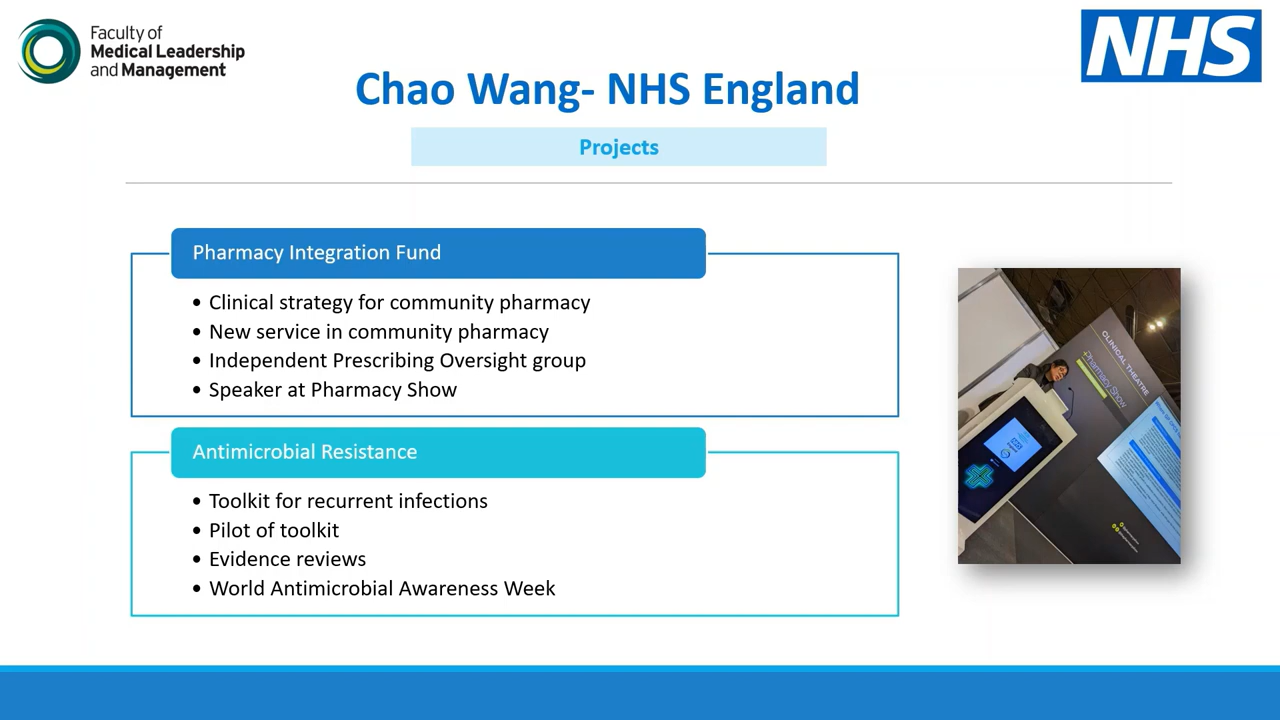 Faculty of
Medical Leadership
and Management
NHS
Chao Wang- NHS England
Projects
Pharmacy Integration Fund
• Clinical strategy for community pharmacy
• New service in community pharmacy
• Independent Prescribing Oversight group
• Speaker at Pharmacy Show
Antimicrobial Resistance
• Toolkit for recurrent infections
• Pilot of toolkit
• Evidence reviews
• World Antimicrobial Awareness Week
CLINICAL THEATRE
Pharmacy Show